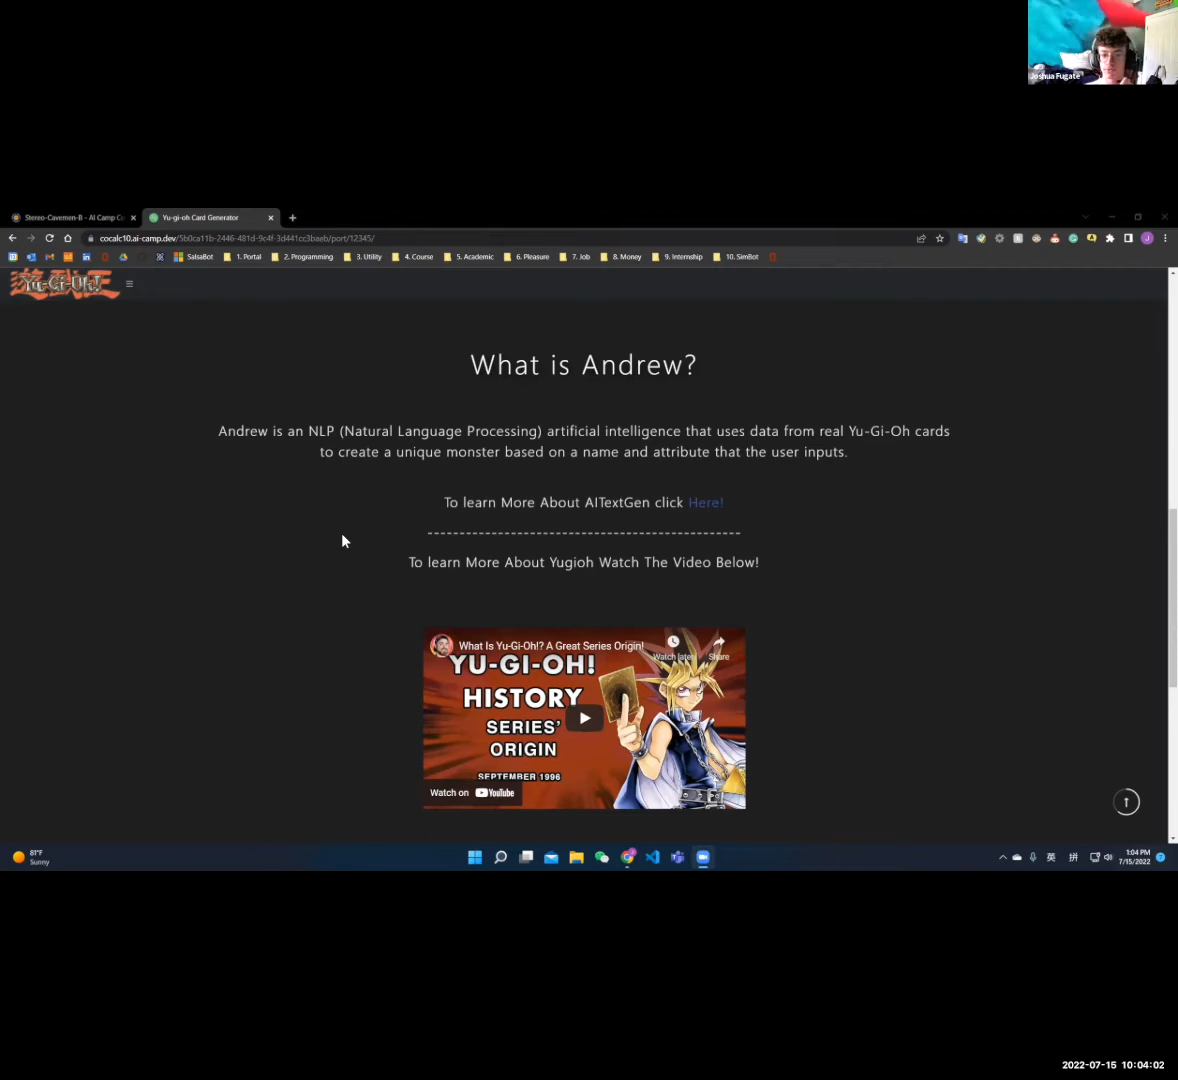 Joshua Fugate
Stereo-Cavemen-B - AI Camp Co
Yu-gi-oh Card Generator
cocalc10.ai-camp.dev/5b0ca11b-2446-481d-9c4f-3d441cc3baeb/port/12345/
SalsaBot 1. Portal 2. Programming 3. Utility 4. Course 5. Academic 6. Pleasure 7. Job 8. Money 9. Internship 10. SimBot
Yu-Gi-Oh!
What is Andrew?
Andrew is an NLP (Natural Language Processing) artificial intelligence that uses data from real Yu-Gi-Oh cards
to create a unique monster based on a name and attribute that the user inputs.
To learn More About AITextGen click Here!
--------------------------------------------------
To learn More About Yugioh Watch The Video Below!
What Is Yu-Gi-Oh!? A Great Series Origin!
Watch later Share
YU-GI-OH!
HISTORY
SERIES'
ORIGIN
SEPTEMBER 1996
Watch on YouTube
81°F
Sunny
英 拼
1:04 PM
7/15/2022
2022-07-15 10:04:02